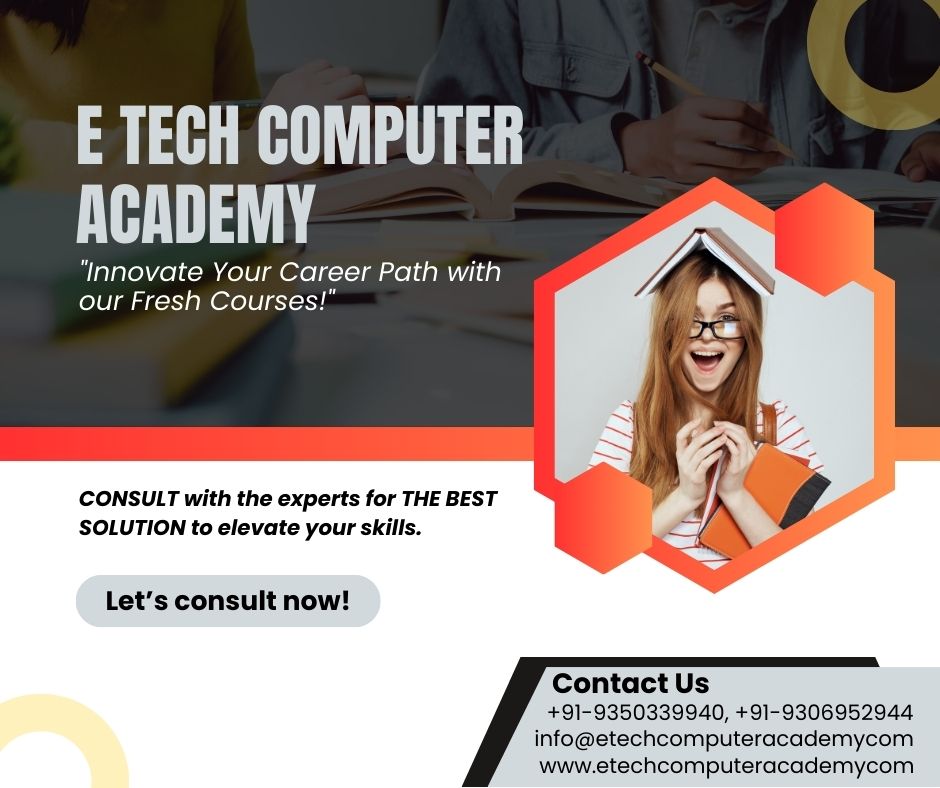 E TECH COMPUTER
ACADEMY
"Innovate Your Career Path with
our Fresh Courses!"
CONSULT with the experts for THE BEST
SOLUTION to elevate your skills.
Let’s consult now!
Contact Us
+91-9350339940, +91-9306952944
info@etechcomputeracademycom
www.etechcomputeracademycom